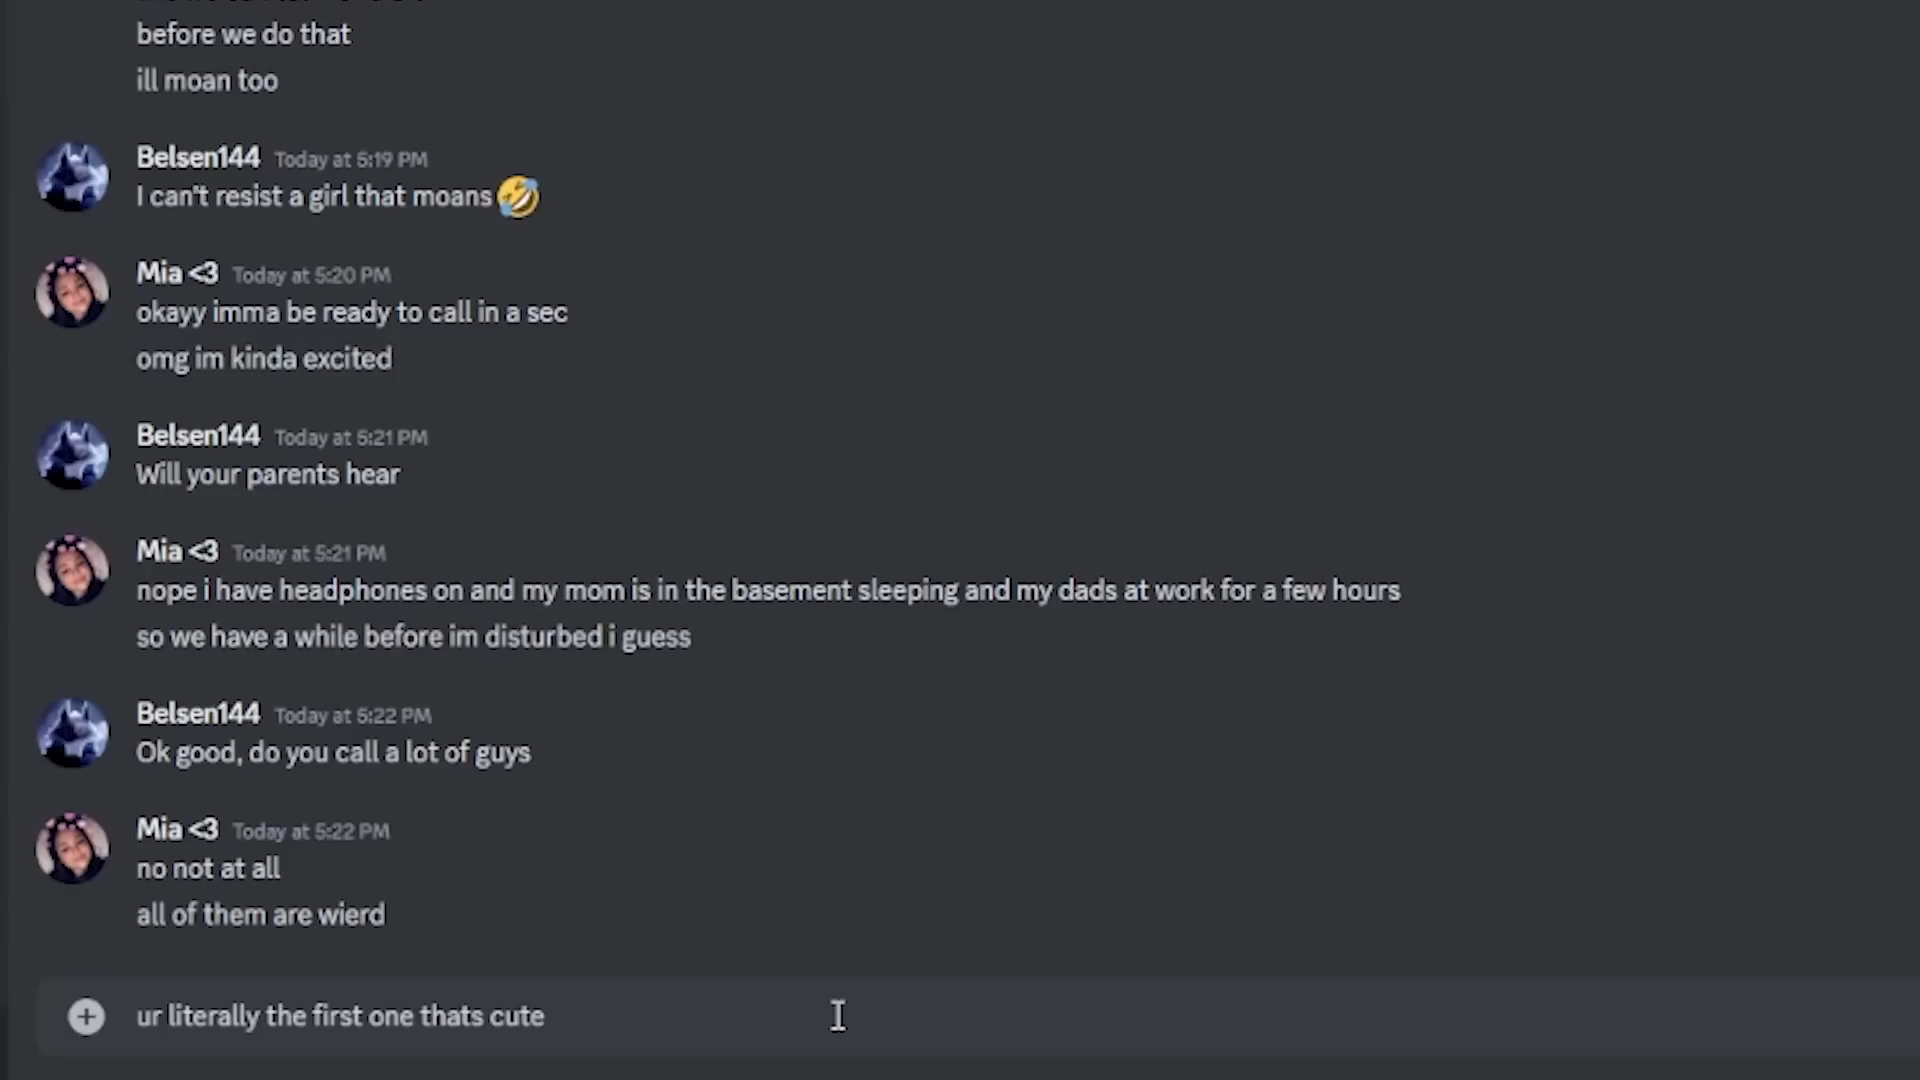 before we do that
ill moan too
Belsen144 Today at 5:19 PM
I can't resist a girl that moans 🤣
Mia <3 Today at 5:20 PM
okayy imma be ready to call in a sec
omg im kinda excited
Belsen144 Today at 5:21 PM
Will your parents hear
Mia <3 Today at 5:21 PM
nope i have headphones on and my mom is in the basement sleeping and my dads at work for a few hours
so we have a while before im disturbed i guess
Belsen144 Today at 5:22 PM
Ok good, do you call a lot of guys
Mia <3 Today at 5:22 PM
no not at all
all of them are wierd
ur literally the first one thats cute